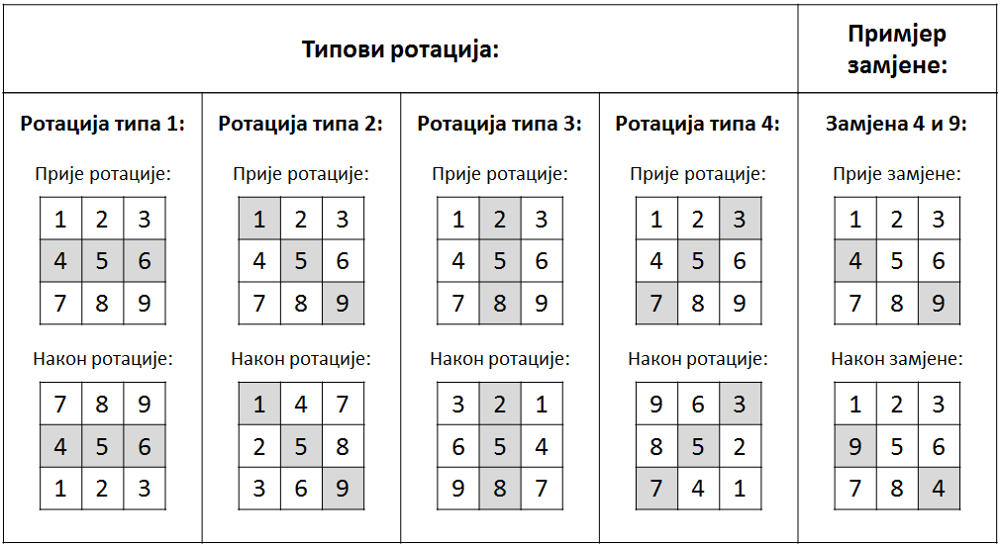 Типови ротација:
Примјер
замјене:
Ротација типа 1:
Ротација типа 2:
Ротација типа 3:
Ротација типа 4:
Замјена 4 и 9:
Прије ротације:
Прије ротације:
Прије ротације:
Прије ротације:
Прије замјене:
1 2 3
1 2 3
1 2 3
1 2 3
1 2 3
4 5 6
4 5 6
4 5 6
4 5 6
4 5 6
7 8 9
7 8 9
7 8 9
7 8 9
7 8 9
Након ротације:
Након ротације:
Након ротације:
Након ротације:
Након замјене:
7 8 9
1 4 7
3 2 1
9 6 3
1 2 3
4 5 6
2 5 8
6 5 4
8 5 2
9 5 6
1 2 3
3 6 9
9 8 7
7 4 1
7 8 4